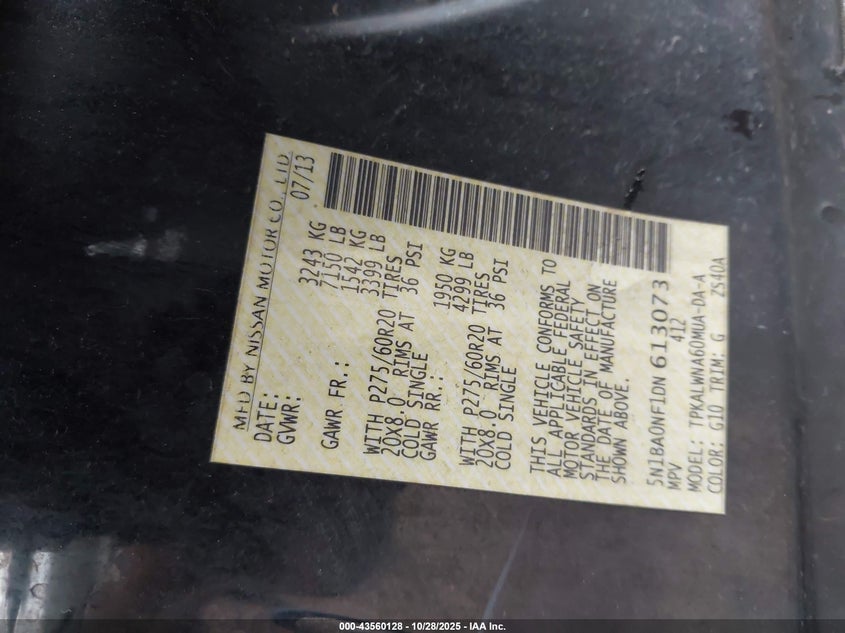 MFD BY NISSAN MOTOR CO., LTD
DATE: 07/13
GVWR: 3243 KG
7150 LB
GAWR FR.: 1542 KG
3399 LB
WITH P275/60R20 TIRES
20X8.0 RIMS AT 36 PSI
COLD SINGLE
GAWR RR.: 1950 KG
4299 LB
WITH P275/60R20 TIRES
20X8.0 RIMS AT 36 PSI
COLD SINGLE
THIS VEHICLE CONFORMS TO
ALL APPLICABLE FEDERAL
MOTOR VEHICLE SAFETY
STANDARDS IN EFFECT ON
THE DATE OF MANUFACTURE
SHOWN ABOVE.
5N1BA0NF1DN613073
MPV 412
MODEL: TPKALWNA60MUA-DA-A
COLOR: G10 TRIM: G ZS40A
000-43560128 - 10/28/2025 - IAA Inc.